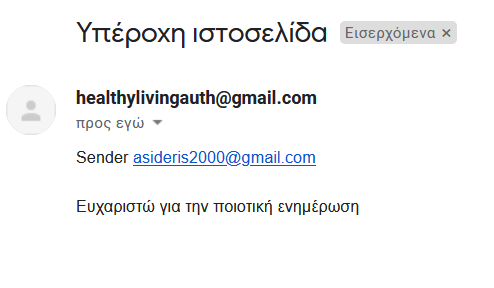 Υπέροχη ιστοσελίδα Εισερχόμενα ×
healthylivingauth@gmail.com
προς εγώ
Sender asideris2000@gmail.com
Ευχαριστώ για την ποιοτική ενημέρωση